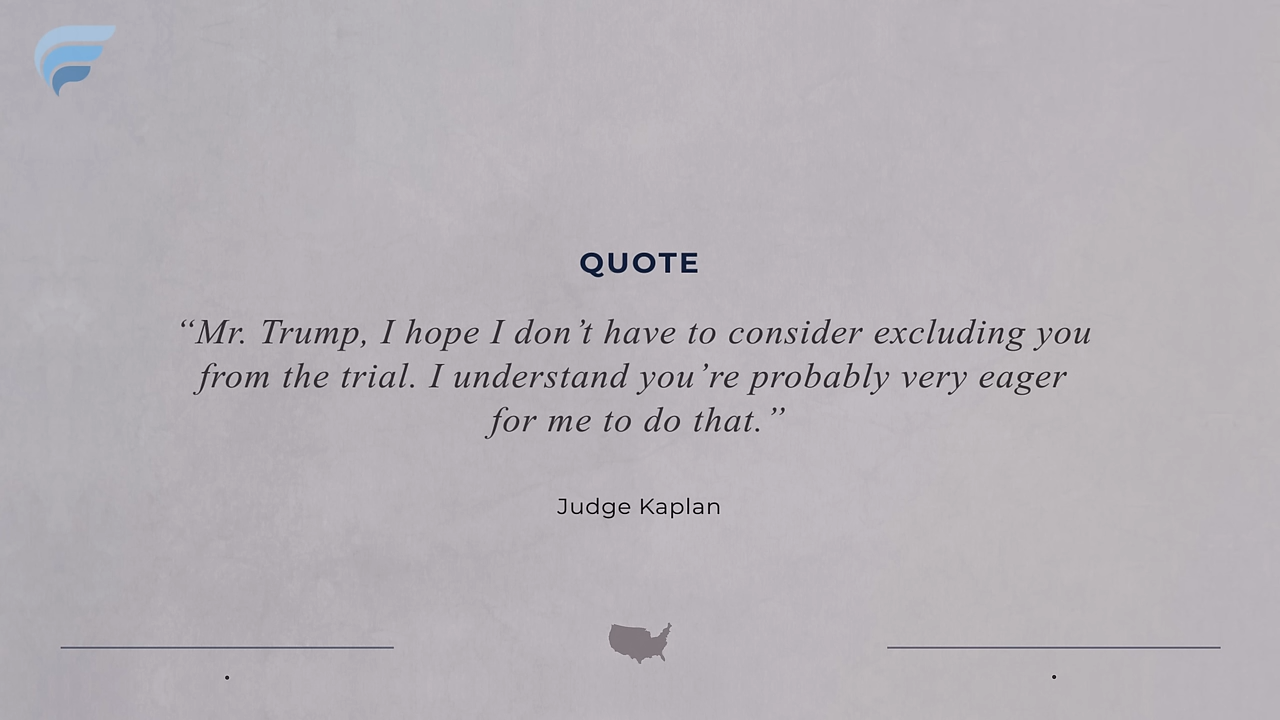 QUOTE
“Mr. Trump, I hope I don’t have to consider excluding you
from the trial. I understand you’re probably very eager
for me to do that.”
Judge Kaplan